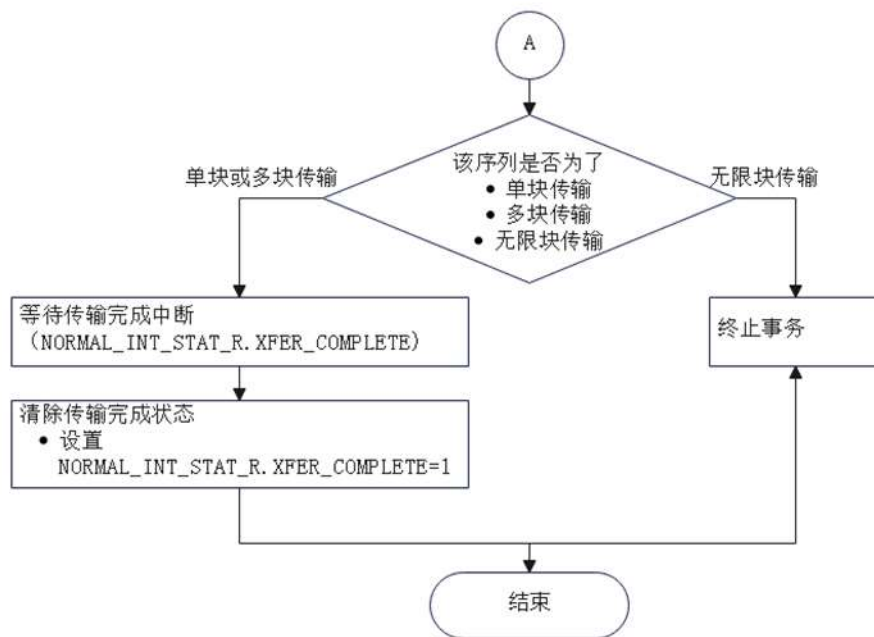 A
该序列是否为了
● 单块传输
● 多块传输
● 无限块传输
单块或多块传输
无限块传输
等待传输完成中断
（NORMAL_INT_STAT_R.XFER_COMPLETE）
终止事务
清除传输完成状态
● 设置
NORMAL_INT_STAT_R.XFER_COMPLETE=1
结束